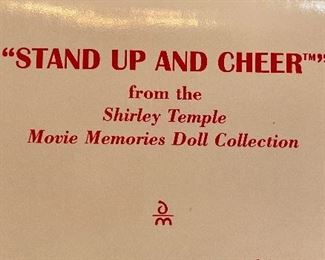 "STAND UP AND CHEER™"
from the
Shirley Temple
Movie Memories Doll Collection